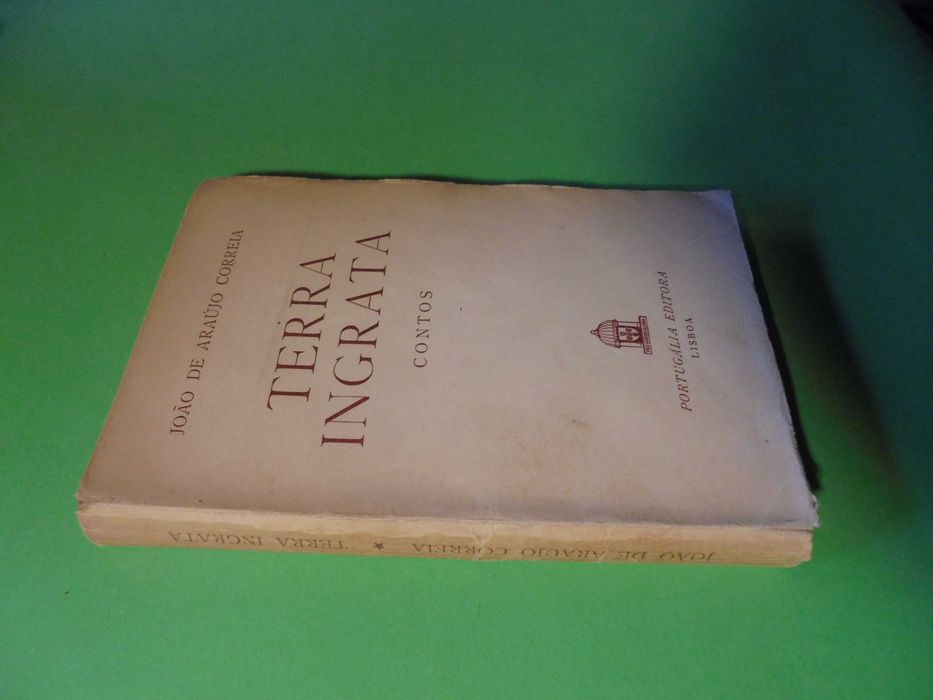 JOÃO DE ARAÚJO CORREIA
TERRA
INGRATA
CONTOS
PORTUGÁLIA EDITORA
LISBOA
JOÃO DE ARAÚJO CORREIA ★ TERRA INGRATA